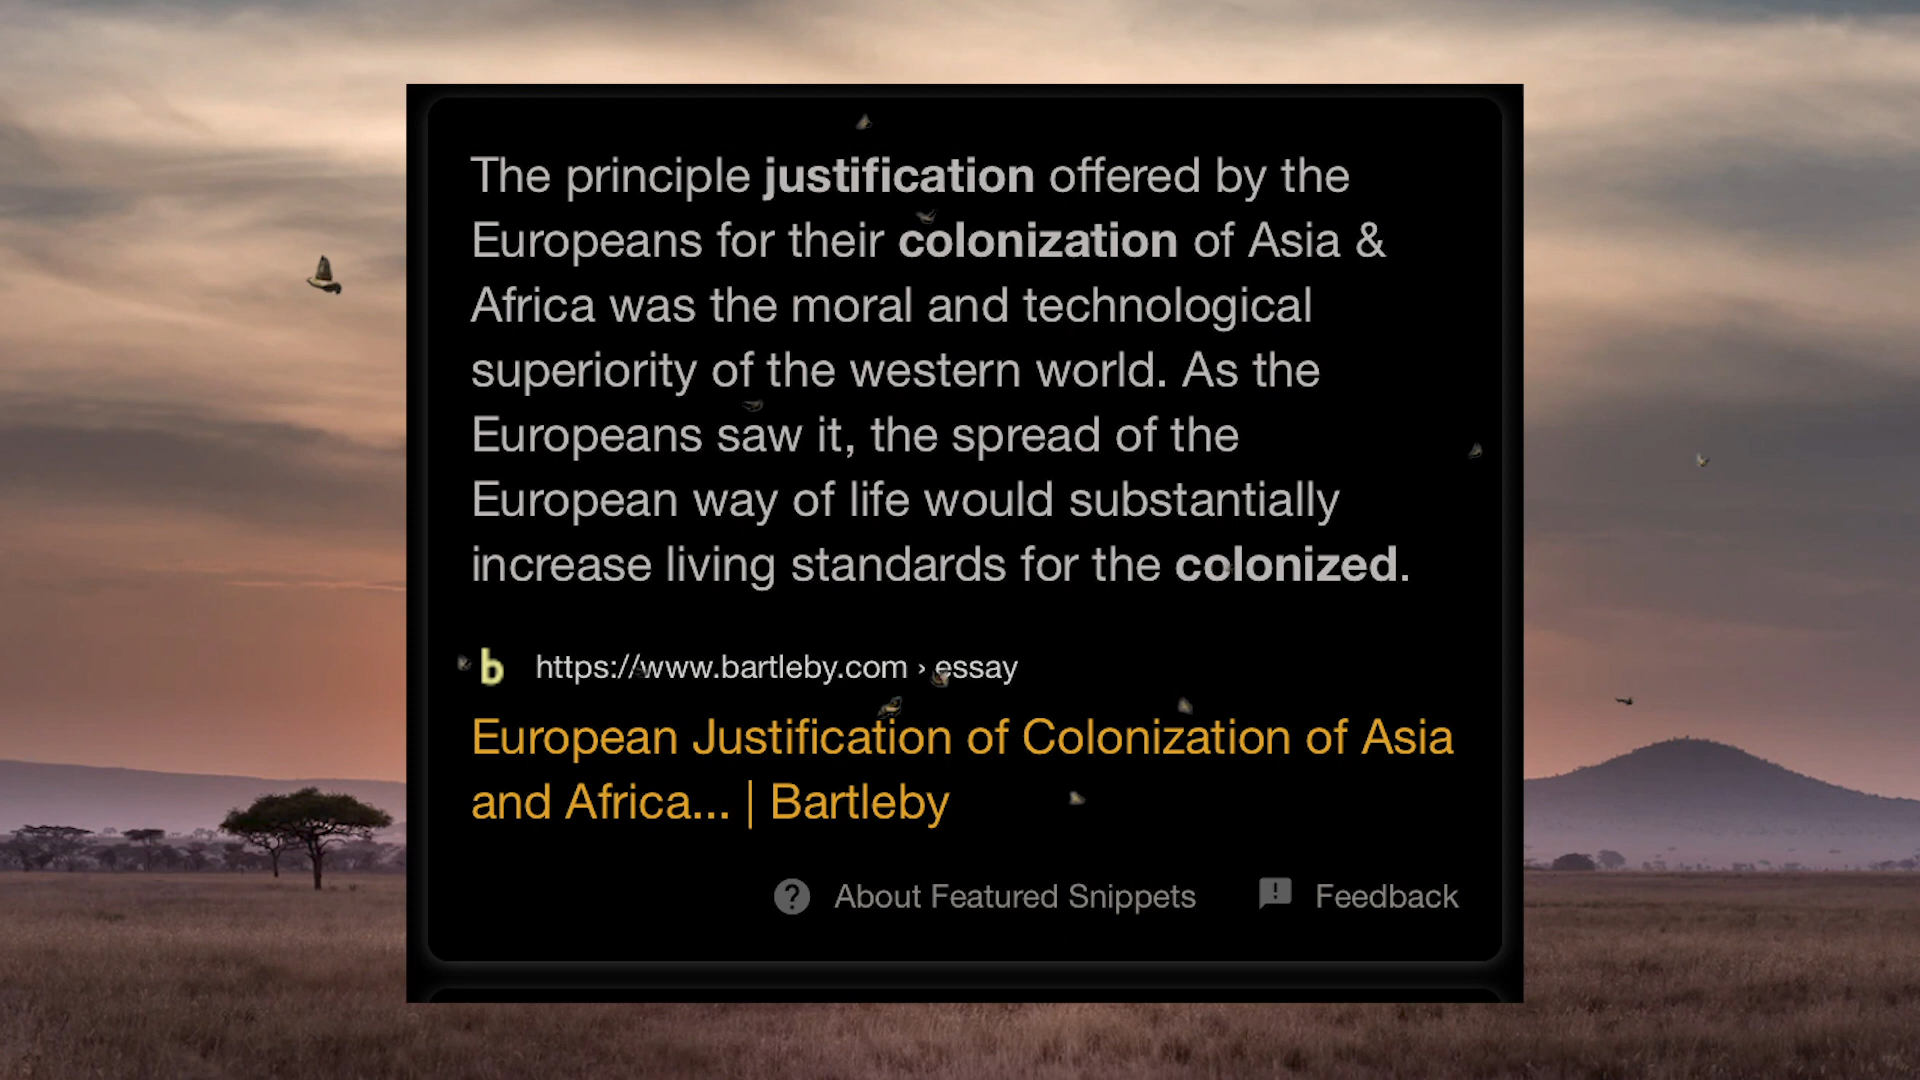 The principle justification offered by the
Europeans for their colonization of Asia &
Africa was the moral and technological
superiority of the western world. As the
Europeans saw it, the spread of the
European way of life would substantially
increase living standards for the colonized.
b https://www.bartleby.com › essay
European Justification of Colonization of Asia
and Africa... | Bartleby
About Featured Snippets Feedback